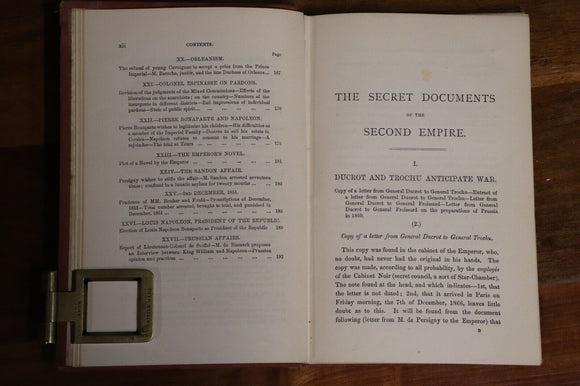 xii
CONTENTS.
Page
XX.—ORLEANISM.
The refusal of young Cavaignac to accept a prize from the Prince
Imperial—M. Baroche, junior, and the late Duchess of Orleans ... 167
XXI.—COLONEL ESPINASSE ON PARDONS.
Revision of the judgments of the Mixed Commissions—Effects of the
liberations on the anarchists; on the country—Numbers of the
insurgents in different districts—Bad impressions of individual
pardons—State of public spirit
XXII.—PIERRE BONAPARTE AND NAPOLEON.
Pierre Bonaparte wishes to legitimise his children—His difficulties as
a member of the Imperial Family—Desires to sell his estate in
Corsica—Napoleon refuses to consent to his marriage—A
rejoinder—The trial at Tours
XXIII.—THE EMPEROR'S NOVEL.
Plot of a Novel by the Emperor ... 181
XXIV.—THE SANDON AFFAIR.
Persigny wishes to stifle the affair—M. Sandon arrested seventeen
times; confined in a lunatic asylum for twenty months
XXV.—2ND DECEMBER, 1851.
Prudence of MM. Rouher and Fould—Proscriptions of December,
1851—Total number arrested, brought to trial, and punished in
December, 1851
XXVI.—LOUIS NAPOLEON, PRESIDENT OF THE REPUBLIC.
Election of Louis Napoleon Bonaparte as President of the Republic 189
XXVII.—PRUSSIAN AFFAIRS.
Report of Lieutenant-Colonel de Stoffel—M. de Bismarck proposes
an Interview between King William and Napoleon—Prussian
opinion and practices ... 192
THE SECRET DOCUMENTS
OF THE
SECOND EMPIRE.
I.
DUCROT AND TROCHU ANTICIPATE WAR.
Copy of a letter from General Ducrot to General Trochu—Extract of
a letter from General Ducrot to General Trochu—Letter from
General Ducrot to General Frossard—Letter from General
Ducrot to General Frossard on the preparations of Prussia
in 1869.
(2.)
Copy of a letter from General Ducrot to General Trochu.
This copy was found in the cabinet of the Emperor, who,
no doubt, had never had the original in his hands. The
copy was made, according to all probability, by the employés
of the Cabinet Noir (secret council, a sort of Star-Chamber).
The note found at the head, and which indicates—1st, that
the letter is not dated; 2nd, that it arrived in Paris on
Friday morning, the 7th of December, 1866, leaves little
doubt as to this. It will be found from the document
following (letter from M. de Persigny to the Emperor) that
B